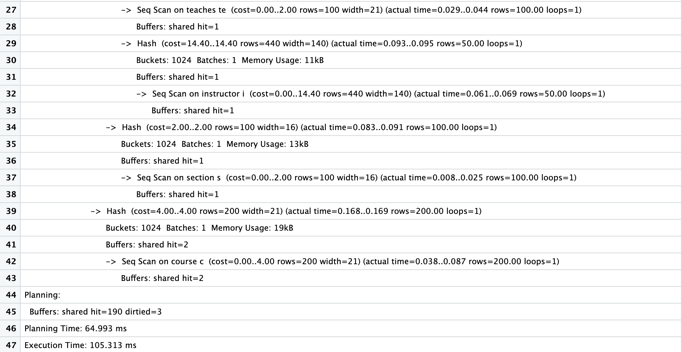 27 -> Seq Scan on teaches te (cost=0.00..2.00 rows=100 width=21) (actual time=0.029..0.044 rows=100.00 loops=1)
28 Buffers: shared hit=1
29 -> Hash (cost=14.40..14.40 rows=440 width=140) (actual time=0.093..0.095 rows=50.00 loops=1)
30 Buckets: 1024 Batches: 1 Memory Usage: 11kB
31 Buffers: shared hit=1
32 -> Seq Scan on instructor i (cost=0.00..14.40 rows=440 width=140) (actual time=0.061..0.069 rows=50.00 loops=1)
33 Buffers: shared hit=1
34 -> Hash (cost=2.00..2.00 rows=100 width=16) (actual time=0.083..0.091 rows=100.00 loops=1)
35 Buckets: 1024 Batches: 1 Memory Usage: 13kB
36 Buffers: shared hit=1
37 -> Seq Scan on section s (cost=0.00..2.00 rows=100 width=16) (actual time=0.008..0.025 rows=100.00 loops=1)
38 Buffers: shared hit=1
39 -> Hash (cost=4.00..4.00 rows=200 width=21) (actual time=0.168..0.169 rows=200.00 loops=1)
40 Buckets: 1024 Batches: 1 Memory Usage: 19kB
41 Buffers: shared hit=2
42 -> Seq Scan on course c (cost=0.00..4.00 rows=200 width=21) (actual time=0.038..0.087 rows=200.00 loops=1)
43 Buffers: shared hit=2
44 Planning:
45 Buffers: shared hit=190 dirtied=3
46 Planning Time: 64.993 ms
47 Execution Time: 105.313 ms